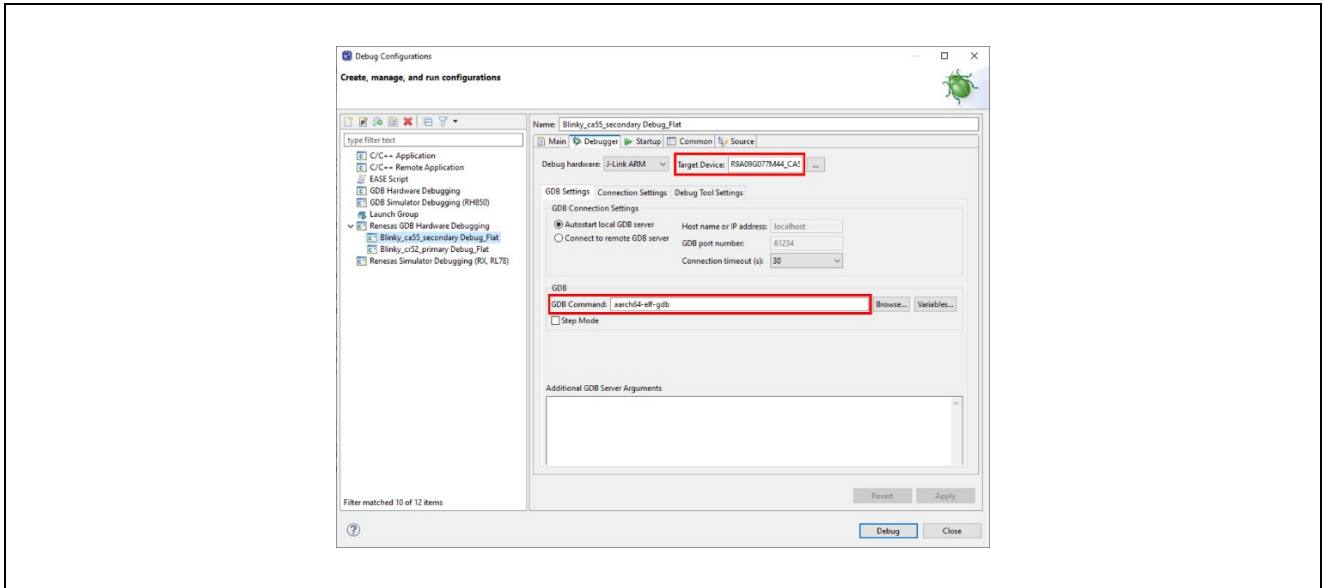 Debug Configurations
Create, manage, and run configurations
type filter text
C/C++ Application
C/C++ Remote Application
EASE Script
GDB Hardware Debugging
GDB Simulator Debugging (RH850)
Launch Group
Renesas GDB Hardware Debugging
Blinky_ca55_secondary Debug_Flat
Blinky_cr52_primary Debug_Flat
Renesas Simulator Debugging (RX, RL78)
Filter matched 10 of 12 items
Name: Blinky_ca55_secondary Debug_Flat
Main Debugger Startup Common Source
Debug hardware: J-Link ARM Target Device: R9A09G077M44_CA5 ...
GDB Settings Connection Settings Debug Tool Settings
GDB Connection Settings
Autostart local GDB server
Connect to remote GDB server
Host name or IP address: localhost
GDB port number: 61234
Connection timeout (s): 30
GDB
GDB Command: aarch64-elf-gdb Browse... Variables...
Step Mode
Additional GDB Server Arguments
Revert Apply
? Debug Close